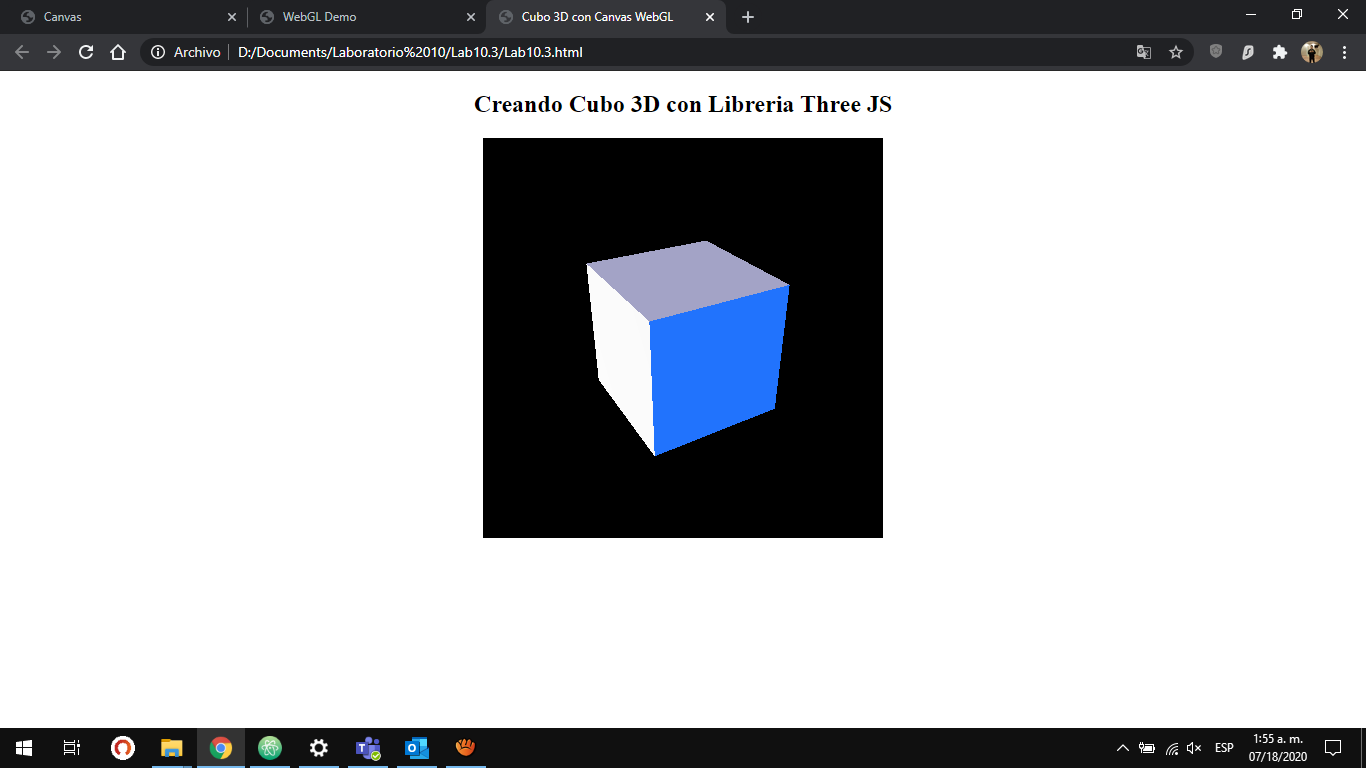 Canvas
WebGL Demo
Cubo 3D con Canvas WebGL
Archivo
D:/Documents/Laboratorio%2010/Lab10.3/Lab10.3.html
Creando Cubo 3D con Libreria Three JS
ESP
1:55 a. m.
07/18/2020